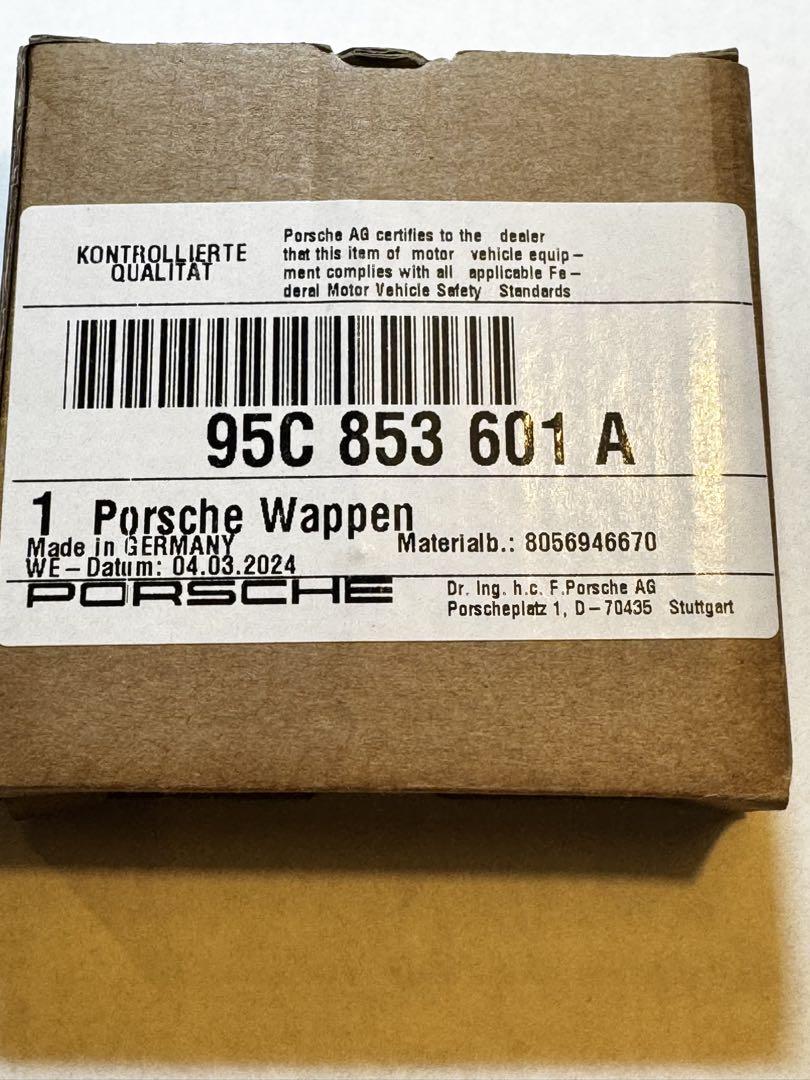 KONTROLLIERTE
QUALITÄT
Porsche AG certifies to the dealer
that this item of motor vehicle equip–
ment complies with all applicable Fe–
deral Motor Vehicle Safety Standards
95C 853 601 A
1 Porsche Wappen
Made in GERMANY
Materialb.: 8056946670
WE–Datum: 04.03.2024
PORSCHE
Dr. Ing. h.c. F.Porsche AG
Porscheplatz 1, D–70435 Stuttgart